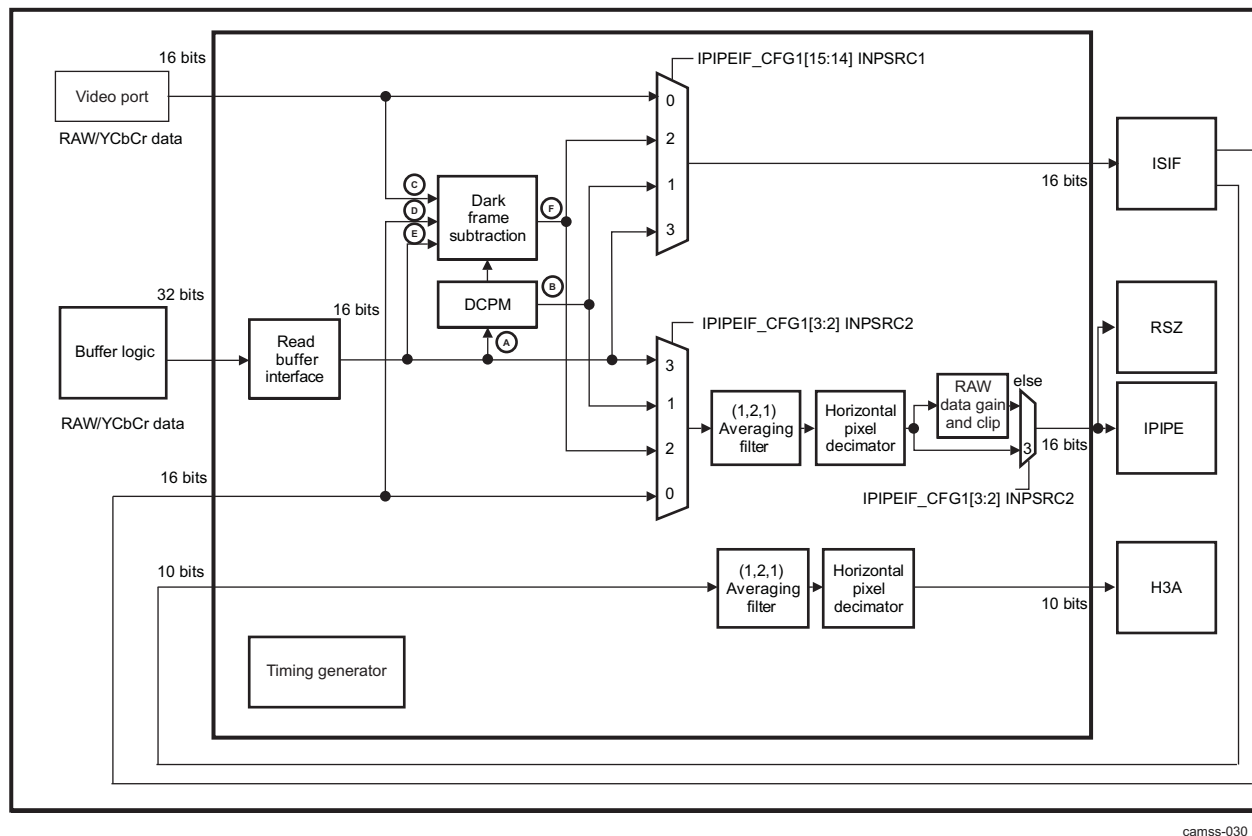 16 bits
IPIPEIF_CFG1[15:14] INPSRC1
Video port
RAW/YCbCr data
0
2
1
3
16 bits
ISIF
C
D
E
F
Dark
frame
subtraction
DCPM
B
A
32 bits
16 bits
Buffer logic
RAW/YCbCr data
Read
buffer
interface
IPIPEIF_CFG1[3:2] INPSRC2
3
1
2
0
(1,2,1)
Averaging
filter
Horizontal
pixel
decimator
RAW
data gain
and clip
else
3
16 bits
IPIPEIF_CFG1[3:2] INPSRC2
RSZ
IPIPE
16 bits
10 bits
(1,2,1)
Averaging
filter
Horizontal
pixel
decimator
10 bits
H3A
Timing generator
camss-030